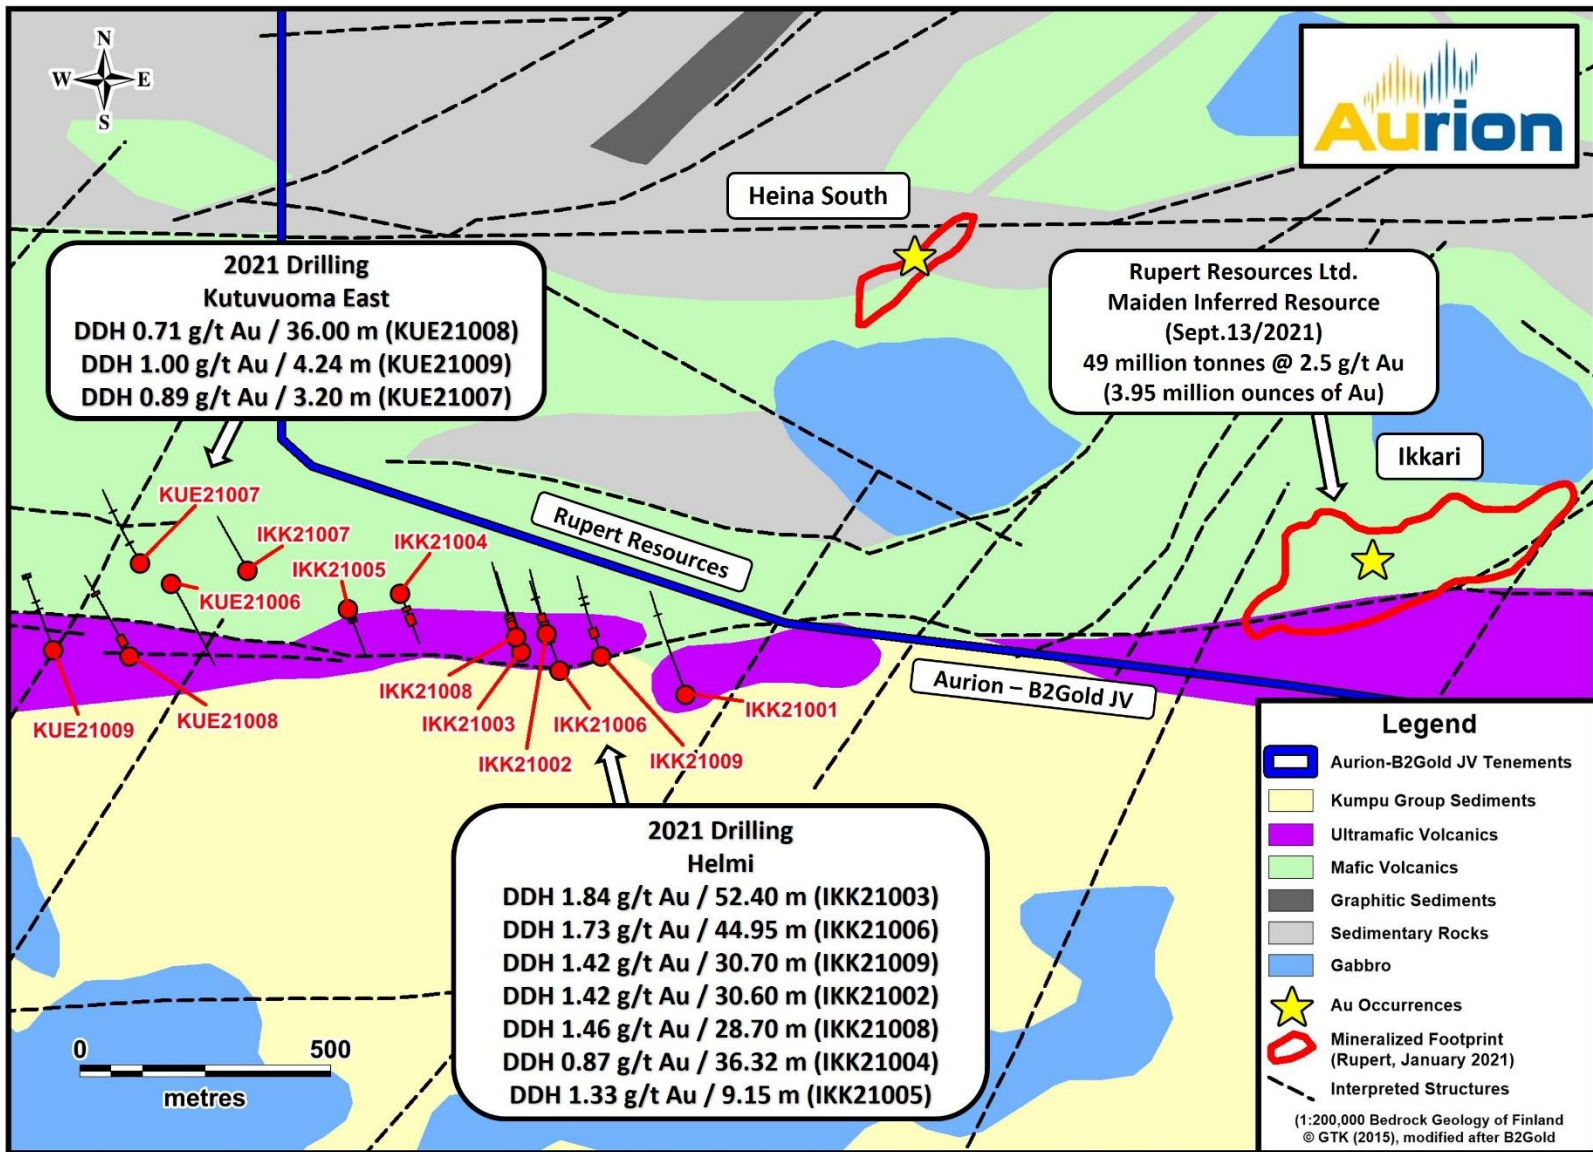 N
W E
S
Aurion
Heina South
2021 Drilling
Kutuvuoma East
DDH 0.71 g/t Au / 36.00 m (KUE21008)
DDH 1.00 g/t Au / 4.24 m (KUE21009)
DDH 0.89 g/t Au / 3.20 m (KUE21007)
Rupert Resources Ltd.
Maiden Inferred Resource
(Sept.13/2021)
49 million tonnes @ 2.5 g/t Au
(3.95 million ounces of Au)
Ikkari
KUE21007
IKK21007
IKK21004
IKK21005
KUE21006
Rupert Resources
Aurion – B2Gold JV
KUE21009
KUE21008
IKK21008
IKK21003
IKK21002
IKK21006
IKK21009
IKK21001
2021 Drilling
Helmi
DDH 1.84 g/t Au / 52.40 m (IKK21003)
DDH 1.73 g/t Au / 44.95 m (IKK21006)
DDH 1.42 g/t Au / 30.70 m (IKK21009)
DDH 1.42 g/t Au / 30.60 m (IKK21002)
DDH 1.46 g/t Au / 28.70 m (IKK21008)
DDH 0.87 g/t Au / 36.32 m (IKK21004)
DDH 1.33 g/t Au / 9.15 m (IKK21005)
0 500
metres
Legend
Aurion-B2Gold JV Tenements
Kumpu Group Sediments
Ultramafic Volcanics
Mafic Volcanics
Graphitic Sediments
Sedimentary Rocks
Gabbro
Au Occurrences
Mineralized Footprint
(Rupert, January 2021)
Interpreted Structures
(1:200,000 Bedrock Geology of Finland
© GTK (2015), modified after B2Gold